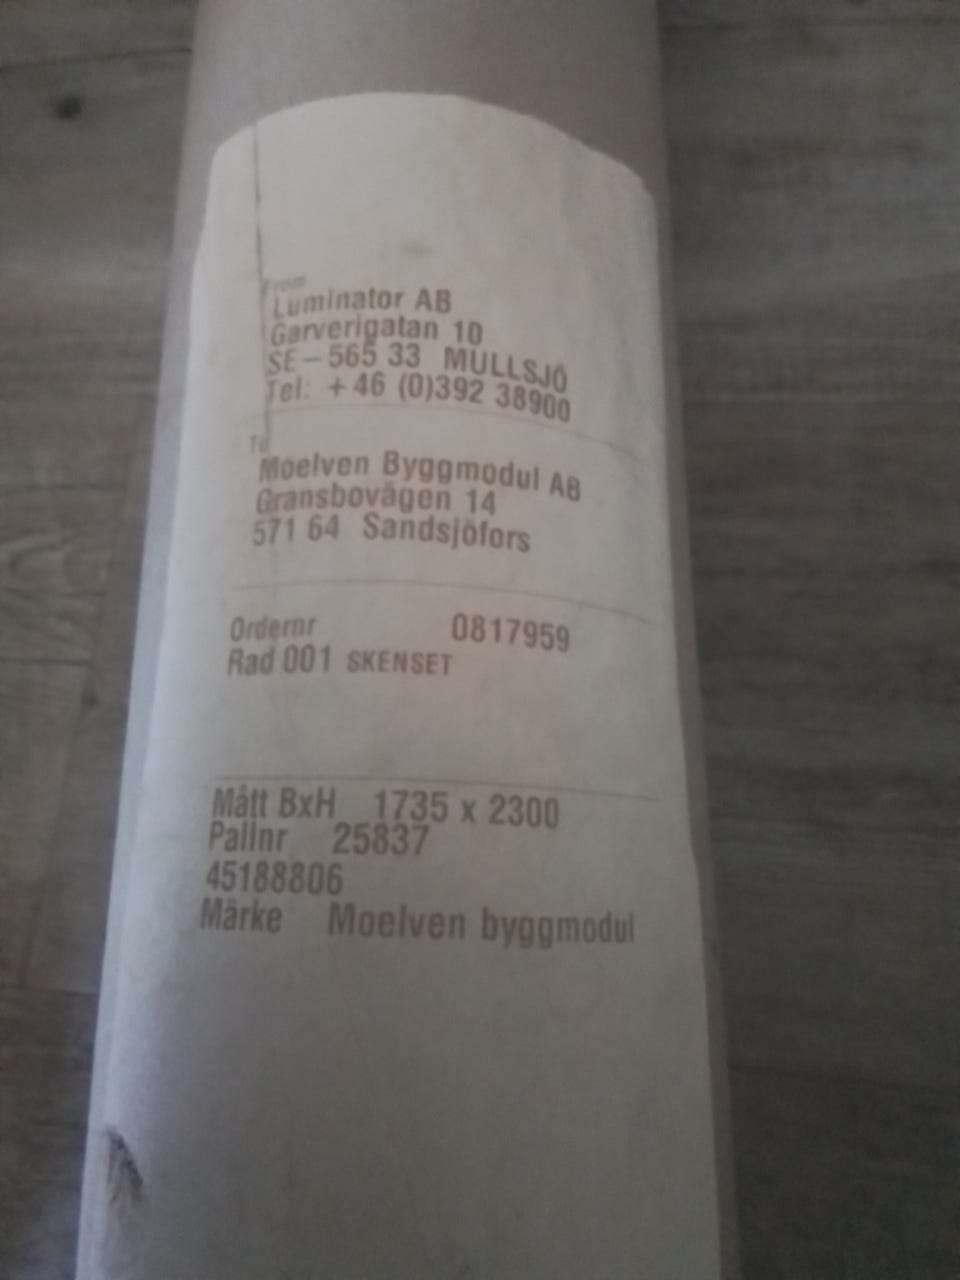 From
Luminator AB
Garverigatan 10
SE-565 33 MULLSJÖ
Tel: +46 (0)392 38900
To
Moelven Byggmodul AB
Gransbovägen 14
571 64 Sandsjöfors
Ordernr 0817959
Rad 001 SKENSET
Mått BxH 1735 x 2300
Pallnr 25837
45188806
Märke Moelven byggmodul